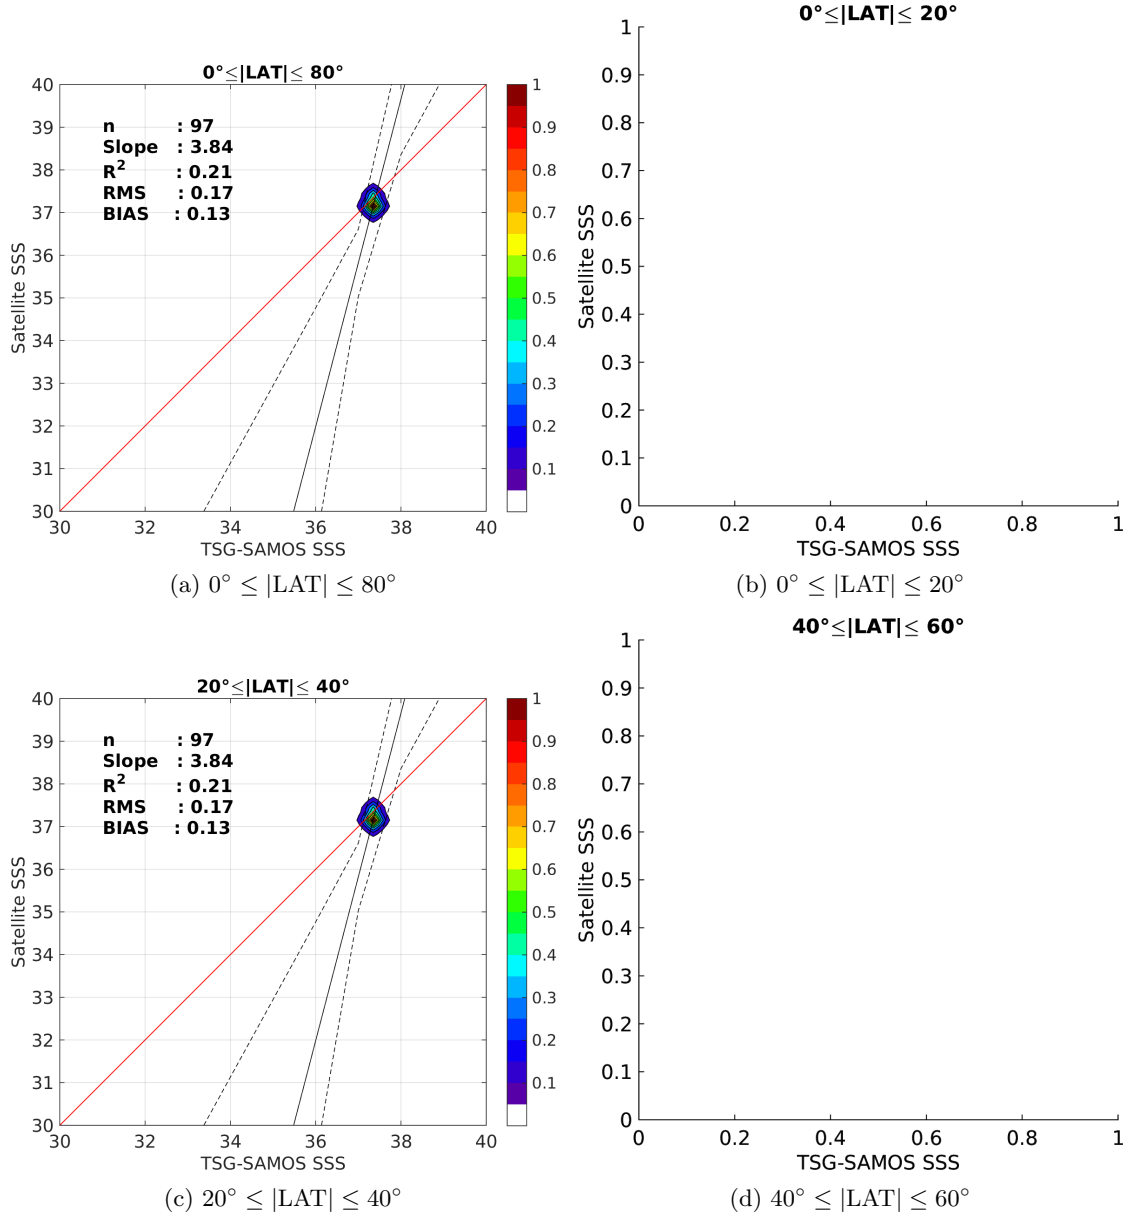 0°≤|LAT|≤ 80°
n : 97
Slope : 3.84
R² : 0.21
RMS : 0.17
BIAS : 0.13
Satellite SSS
40
39
38
37
36
35
34
33
32
31
30
30 32 34 36 38 40
TSG-SAMOS SSS
1
0.9
0.8
0.7
0.6
0.5
0.4
0.3
0.2
0.1
(a) 0° ≤ |LAT| ≤ 80°
0°≤|LAT|≤ 20°
Satellite SSS
1
0.9
0.8
0.7
0.6
0.5
0.4
0.3
0.2
0.1
0
0 0.2 0.4 0.6 0.8 1
TSG-SAMOS SSS
(b) 0° ≤ |LAT| ≤ 20°
20°≤|LAT|≤ 40°
n : 97
Slope : 3.84
R² : 0.21
RMS : 0.17
BIAS : 0.13
Satellite SSS
40
39
38
37
36
35
34
33
32
31
30
30 32 34 36 38 40
TSG-SAMOS SSS
1
0.9
0.8
0.7
0.6
0.5
0.4
0.3
0.2
0.1
(c) 20° ≤ |LAT| ≤ 40°
40°≤|LAT|≤ 60°
Satellite SSS
1
0.9
0.8
0.7
0.6
0.5
0.4
0.3
0.2
0.1
0
0 0.2 0.4 0.6 0.8 1
TSG-SAMOS SSS
(d) 40° ≤ |LAT| ≤ 60°